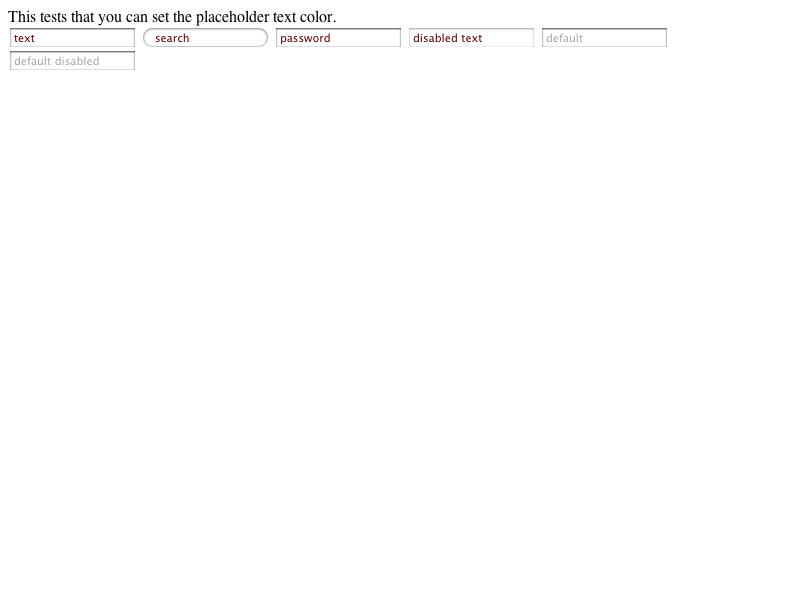 This tests that you can set the placeholder text color.
text search password disabled text default
default disabled